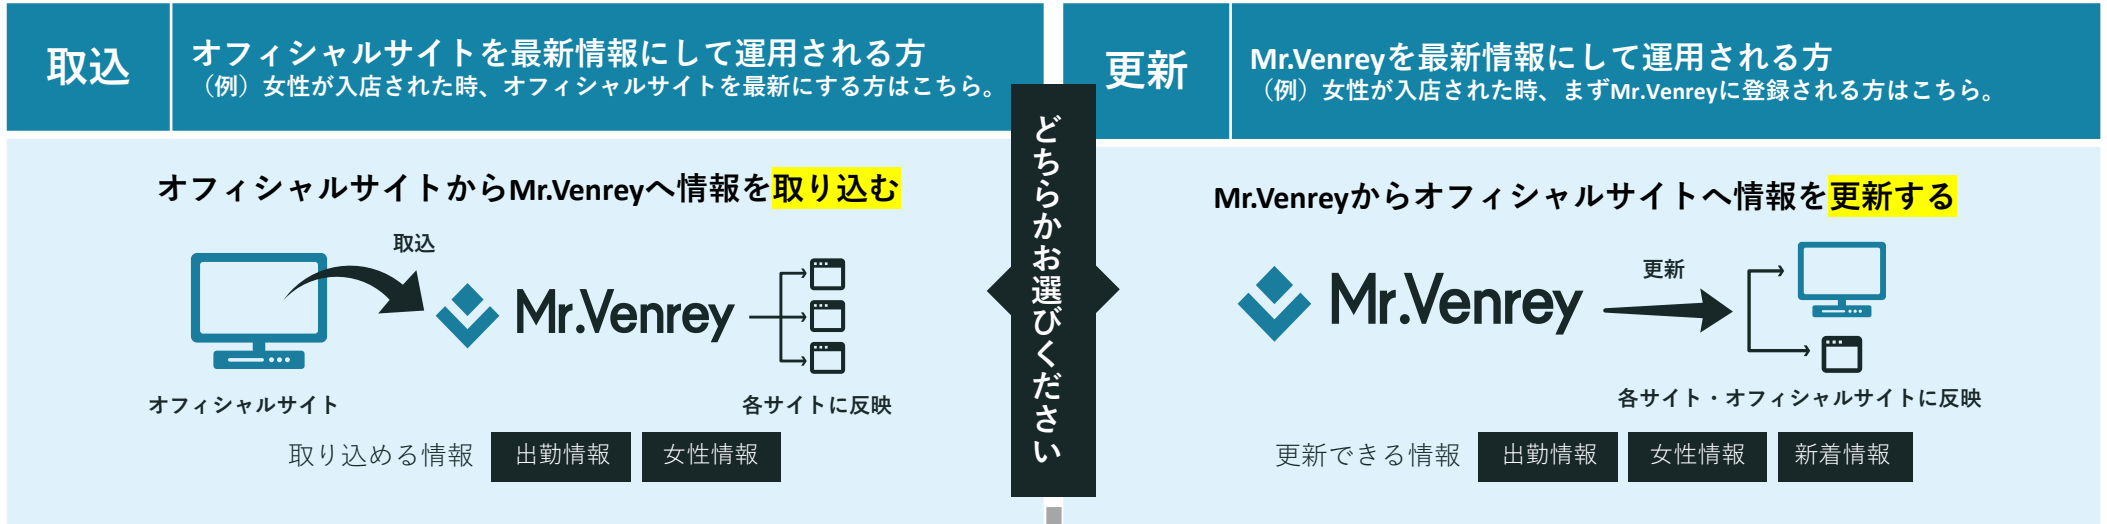 取込
オフィシャルサイトを最新情報にして運用される方
（例）女性が入店された時、オフィシャルサイトを最新にする方はこちら。
オフィシャルサイトからMr.Venreyへ情報を取り込む
取込
Mr.Venrey
オフィシャルサイト
各サイトに反映
取り込める情報 出勤情報 女性情報
どちらかお選びください
更新
Mr.Venreyを最新情報にして運用される方
（例）女性が入店された時、まずMr.Venreyに登録される方はこちら。
Mr.Venreyからオフィシャルサイトへ情報を更新する
Mr.Venrey
更新
各サイト・オフィシャルサイトに反映
更新できる情報 出勤情報 女性情報 新着情報